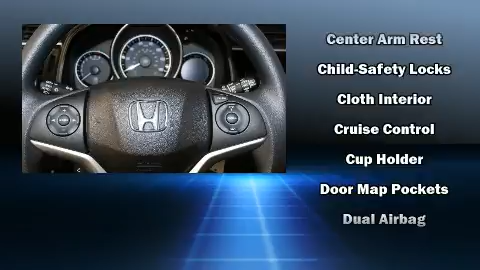 Center Arm Rest
Child-Safety Locks
Cloth Interior
Cruise Control
Cup Holder
Door Map Pockets
Dual Airbag